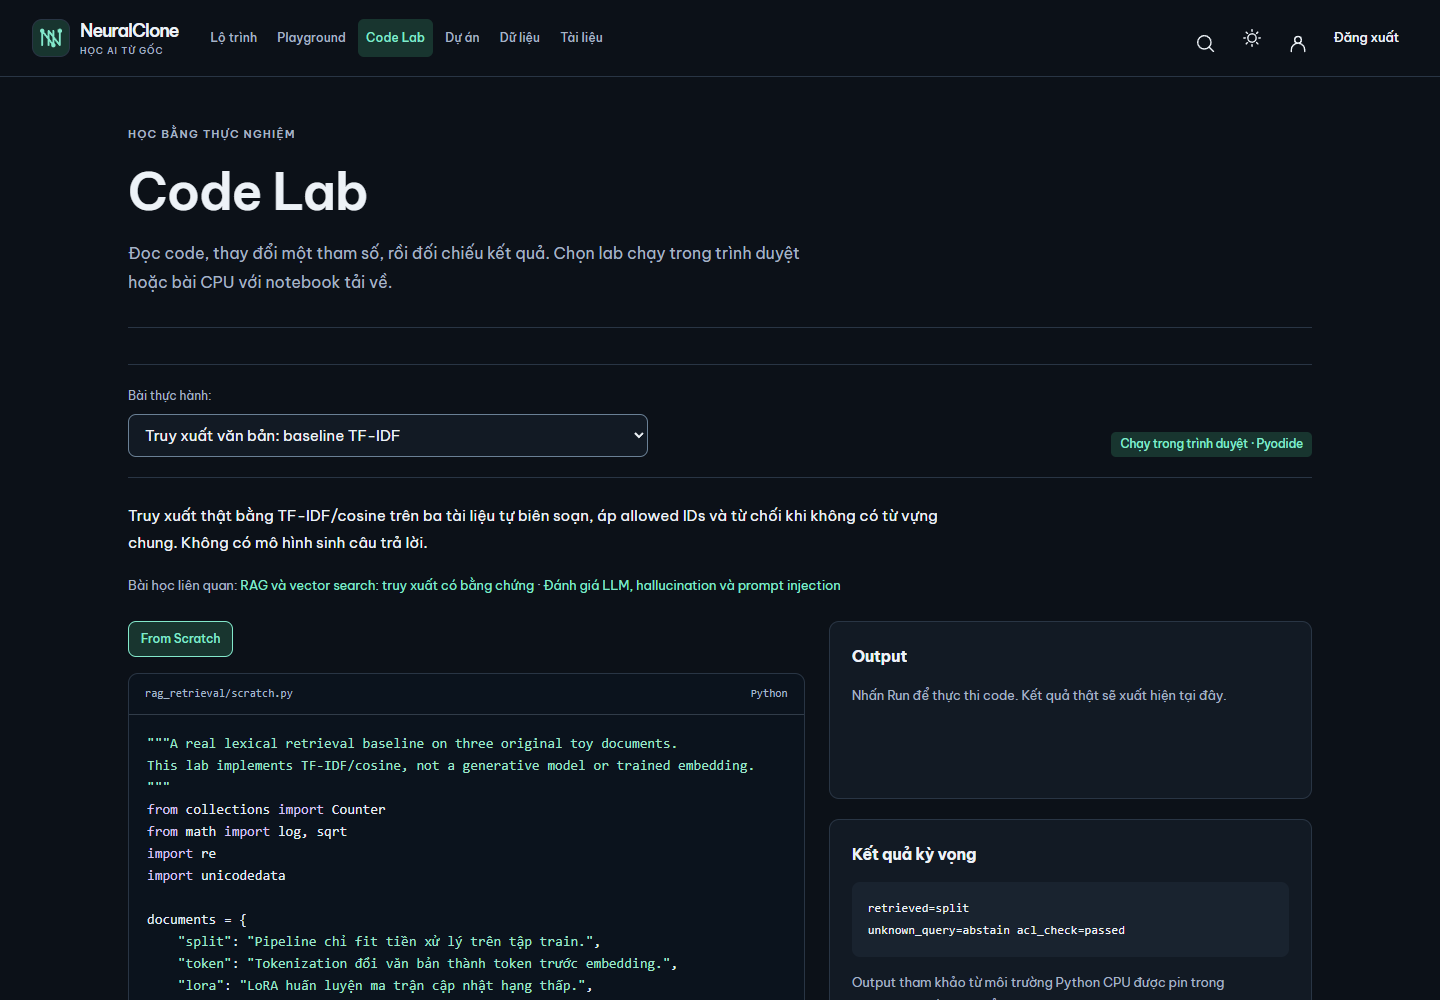 NeuralClone
HỌC AI TỪ GỐC
Lộ trình
Playground
Code Lab
Dự án
Dữ liệu
Tài liệu
Đăng xuất
HỌC BẰNG THỰC NGHIỆM
Code Lab
Đọc code, thay đổi một tham số, rồi đối chiếu kết quả. Chọn lab chạy trong trình duyệt
hoặc bài CPU với notebook tải về.
Bài thực hành:
Truy xuất văn bản: baseline TF-IDF
Chạy trong trình duyệt · Pyodide
Truy xuất thật bằng TF-IDF/cosine trên ba tài liệu tự biên soạn, áp allowed IDs và từ chối khi không có từ vựng
chung. Không có mô hình sinh câu trả lời.
Bài học liên quan: RAG và vector search: truy xuất có bằng chứng · Đánh giá LLM, hallucination và prompt injection
From Scratch
rag_retrieval/scratch.py
Python
"""A real lexical retrieval baseline on three original toy documents.
This lab implements TF-IDF/cosine, not a generative model or trained embedding.
"""
from collections import Counter
from math import log, sqrt
import re
import unicodedata
documents = {
"split": "Pipeline chỉ fit tiền xử lý trên tập train.",
"token": "Tokenization đổi văn bản thành token trước embedding.",
"lora": "LoRA huấn luyện ma trận cập nhật hạng thấp.",
Output
Nhấn Run để thực thi code. Kết quả thật sẽ xuất hiện tại đây.
Kết quả kỳ vọng
retrieved=split
unknown_query=abstain acl_check=passed
Output tham khảo từ môi trường Python CPU được pin trong